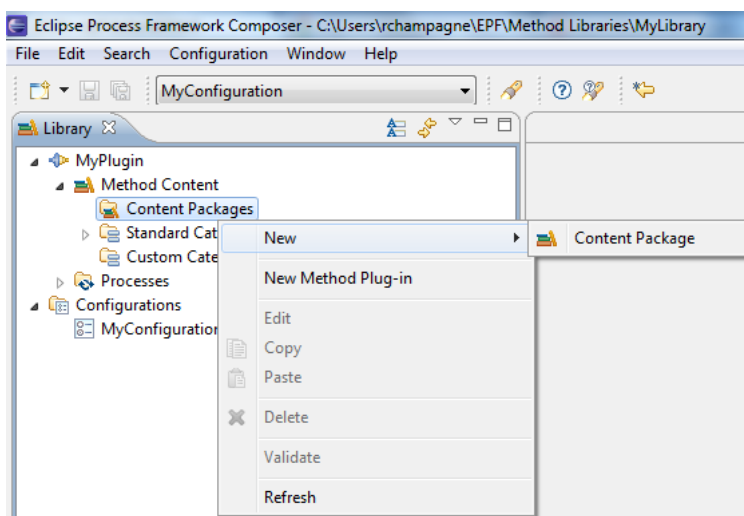 Eclipse Process Framework Composer - C:\Users\rchampagne\EPF\Method Libraries\MyLibrary
File Edit Search Configuration Window Help
MyConfiguration
Library
MyPlugin
Method Content
Content Packages
Standard Cat
Custom Cate
Processes
Configurations
MyConfiguration
New
Content Package
New Method Plug-in
Edit
Copy
Paste
Delete
Validate
Refresh